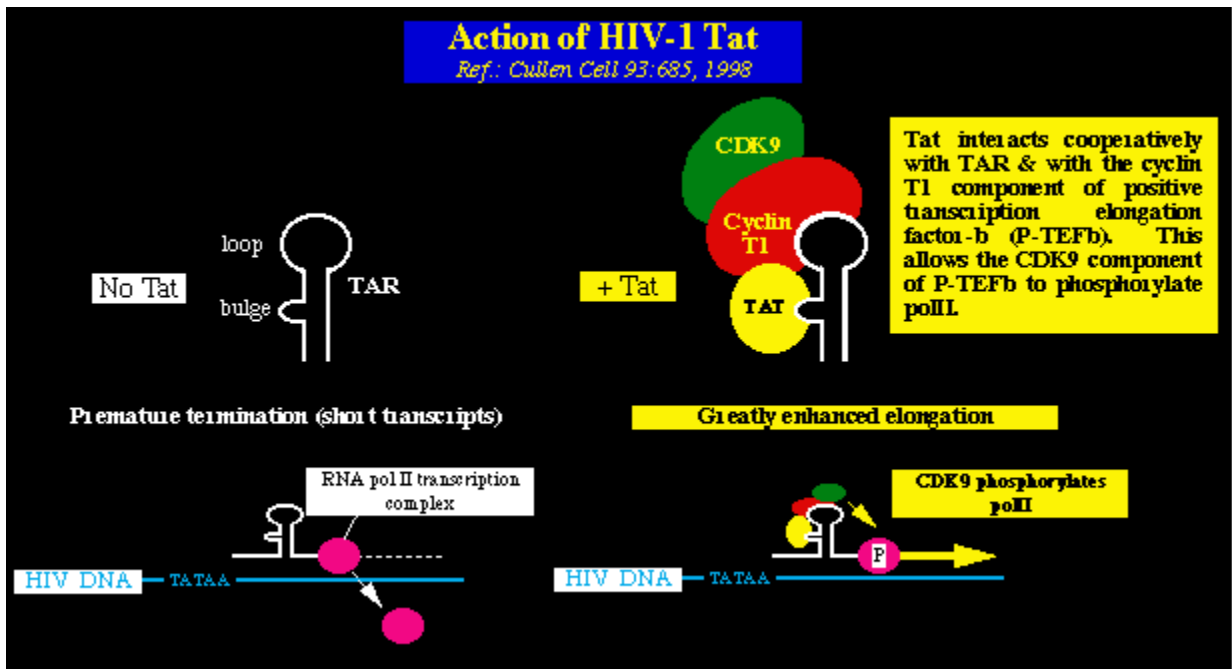 Action of HIV-1 Tat
Ref.: Cullen Cell 93:685, 1998
CDK9
Cyclin
T1
TAT
Tat interacts cooperatively
with TAR & with the cyclin
T1 component of positive
transcription elongation
factor-b (P-TEFb). This
allows the CDK9 component
of P-TEFb to phosphorylate
polII.
loop
No Tat
TAR
bulge
+ Tat
Premature termination (short transcripts)
Greatly enhanced elongation
RNA pol II transcription
complex
CDK9 phosphorylates
polII
P
HIV DNA
TATAA
HIV DNA
TATAA